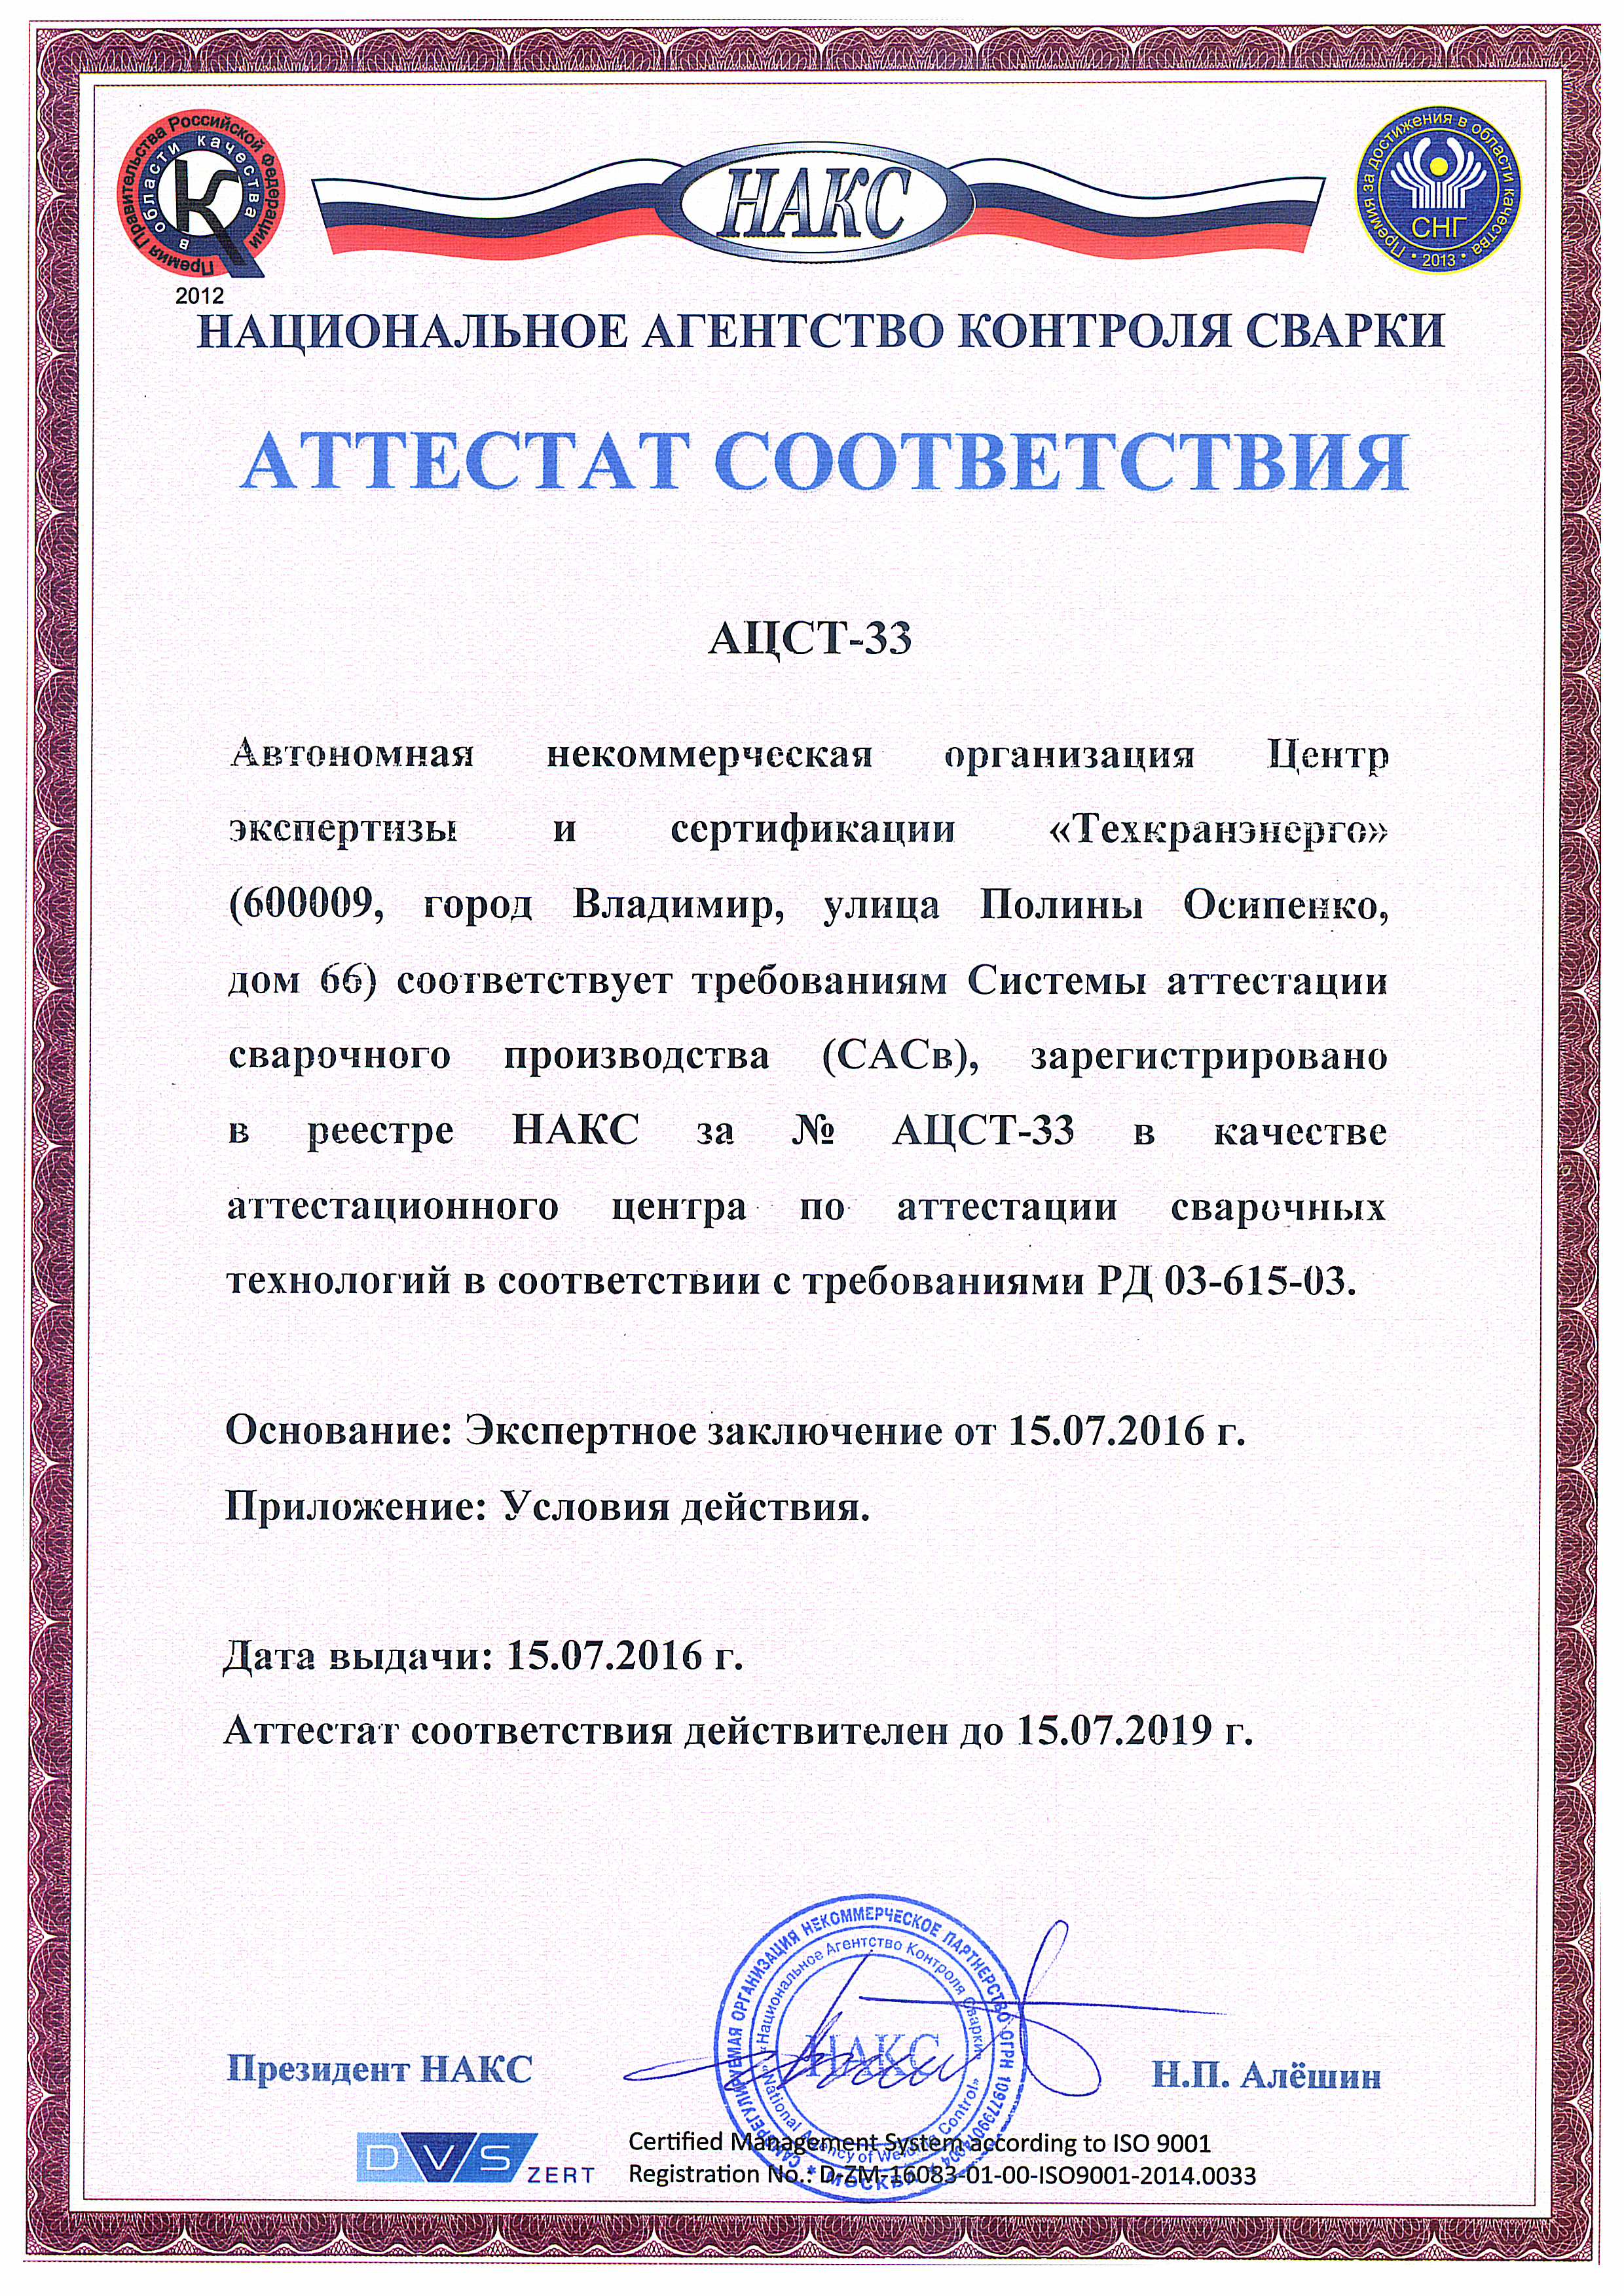 Премия Правительства Российской Федерации
в области качества
2012
НАКС
Премия за достижения в области качества
СНГ
• 2013 •
НАЦИОНАЛЬНОЕ АГЕНТСТВО КОНТРОЛЯ СВАРКИ
АТТЕСТАТ СООТВЕТСТВИЯ
АЦСТ-33
Автономная некоммерческая организация Центр
экспертизы и сертификации «Техкранэнерго»
(600009, город Владимир, улица Полины Осипенко,
дом 66) соответствует требованиям Системы аттестации
сварочного производства (САСв), зарегистрировано
в реестре НАКС за № АЦСТ-33 в качестве
аттестационного центра по аттестации сварочных
технологий в соответствии с требованиями РД 03-615-03.
Основание: Экспертное заключение от 15.07.2016 г.
Приложение: Условия действия.
Дата выдачи: 15.07.2016 г.
Аттестат соответствия действителен до 15.07.2019 г.
САМОРЕГУЛИРУЕМАЯ ОРГАНИЗАЦИЯ НЕКОММЕРЧЕСКОЕ ПАРТНЕРСТВО ОГРН
«Национальное Агентство Контроля Сварки»
«National Agency of Welding Control»
НАКС
* МОСКВА *
Президент НАКС
Н.П. Алёшин
DVS
ZERT
Certified Management System according to ISO 9001
Registration No.: D-ZM-16083-01-00-ISO9001-2014.0033